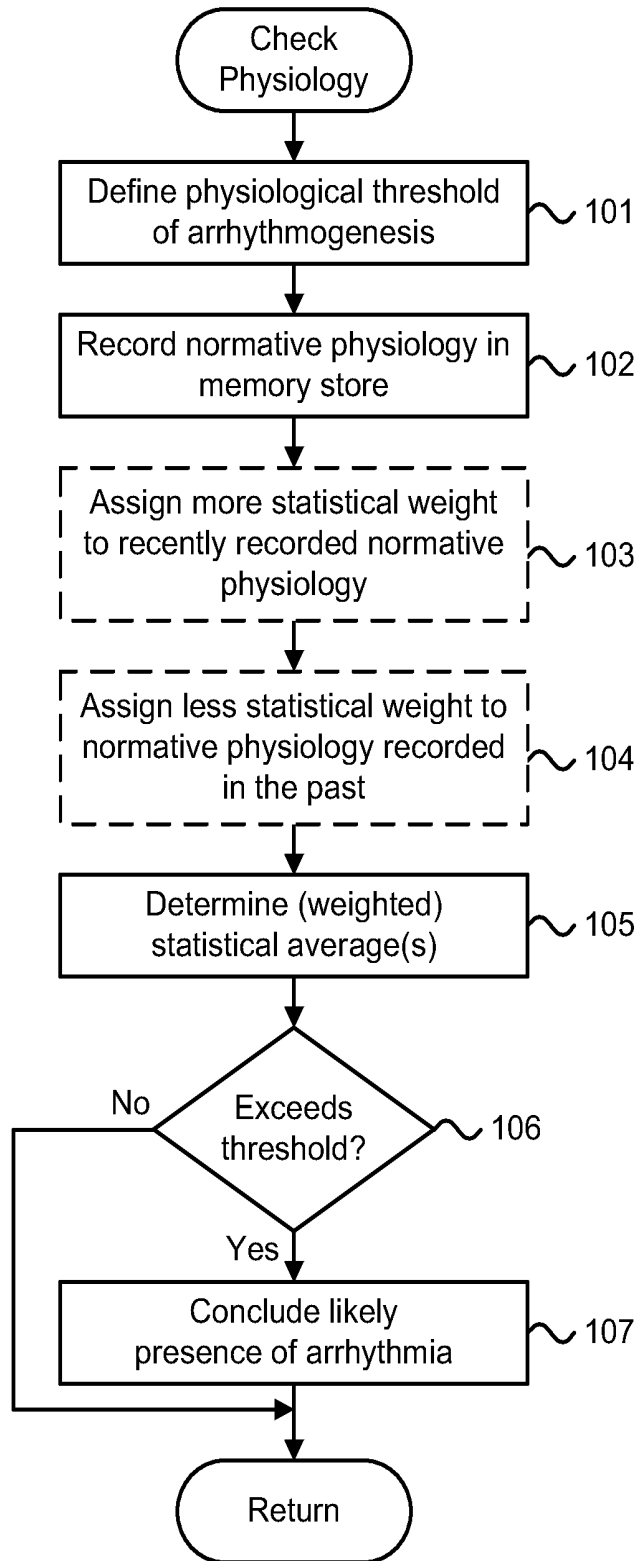 Check
Physiology
Define physiological threshold
of arrhythmogenesis
101
Record normative physiology in
memory store
102
Assign more statistical weight
to recently recorded normative
physiology
103
Assign less statistical weight to
normative physiology recorded
in the past
104
Determine (weighted)
statistical average(s)
105
No
Exceeds
threshold?
106
Yes
Conclude likely
presence of arrhythmia
107
Return